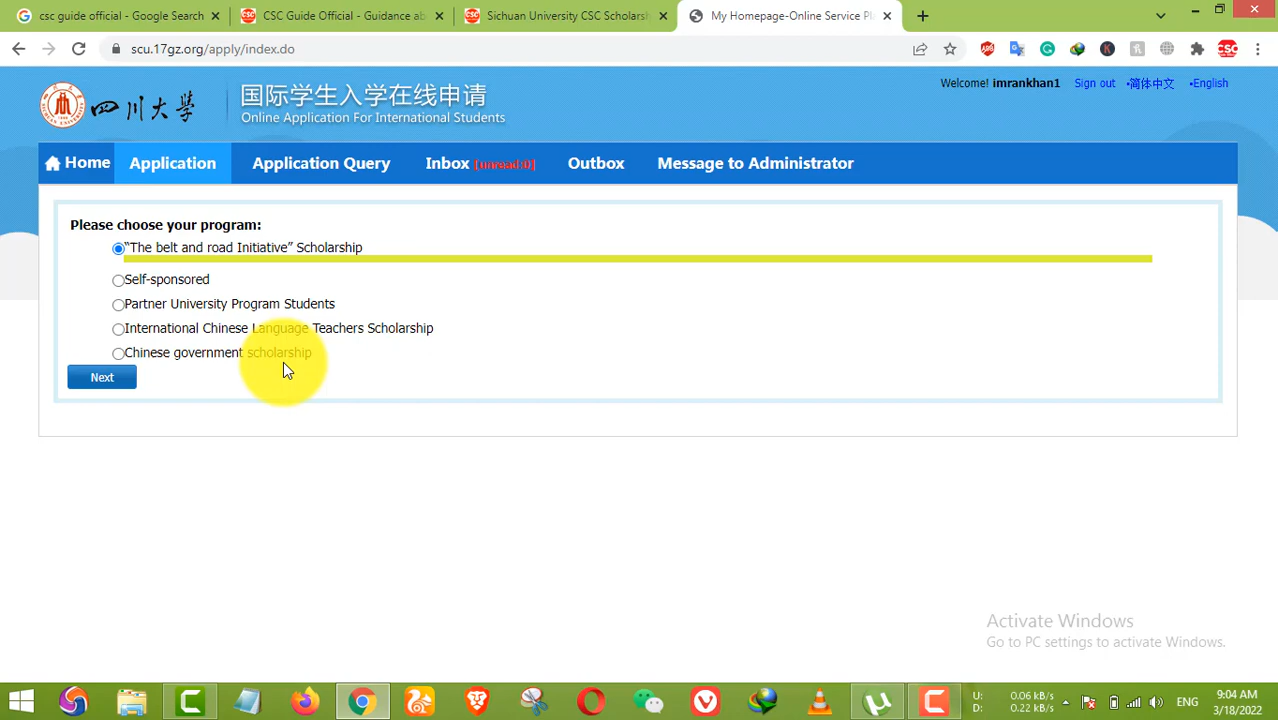 csc guide official - Google Search
CSC Guide Official - Guidance ab
Sichuan University CSC Scholarsh
My Homepage-Online Service Pla
scu.17gz.org/apply/index.do
四川大学
国际学生入学在线申请
Online Application For International Students
Welcome! imrankhan1 Sign out •简体中文 •English
Home Application Application Query Inbox [unread:0] Outbox Message to Administrator
Please choose your program:
“The belt and road Initiative” Scholarship
Self-sponsored
Partner University Program Students
International Chinese Language Teachers Scholarship
Chinese government scholarship
Next
Activate Windows
Go to PC settings to activate Windows.
U: 0.06 kB/s
D: 0.22 kB/s
ENG
9:04 AM
3/18/2022